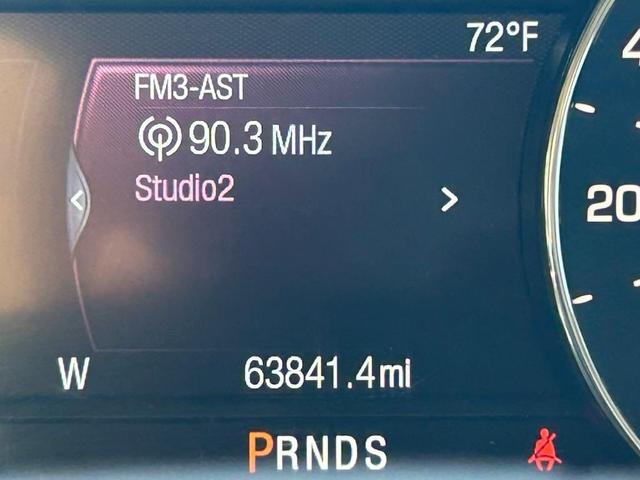 72°F
FM3-AST
90.3 MHz
Studio2
20
W 63841.4mi
PRNDS